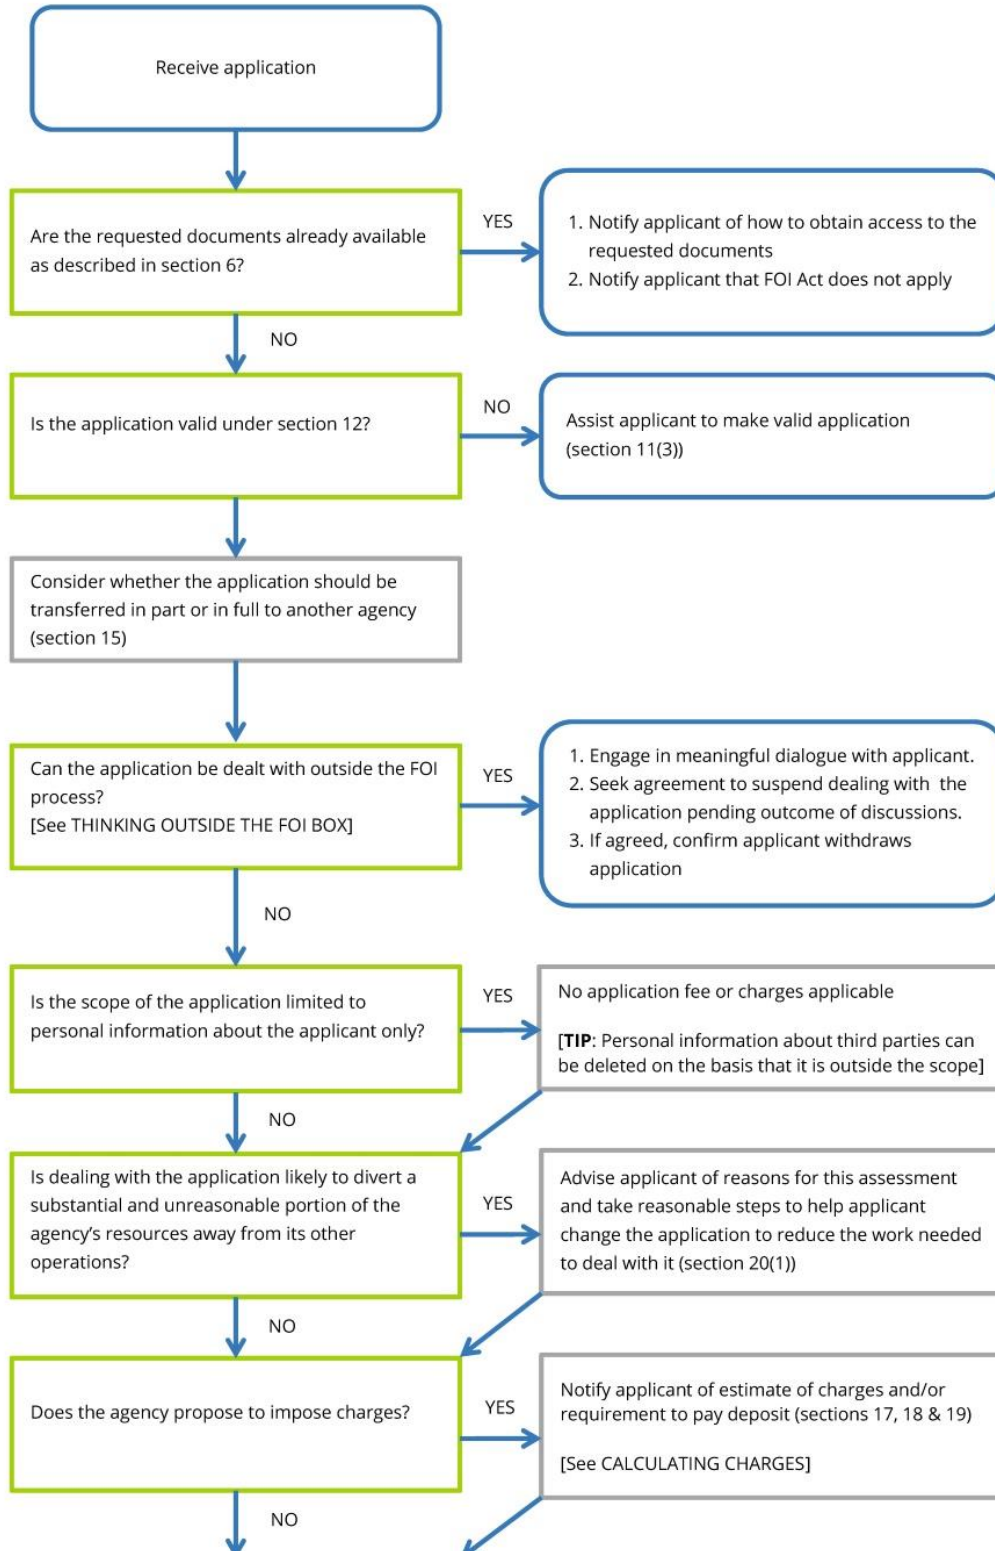 Receive application
Are the requested documents already available
as described in section 6?
YES
1. Notify applicant of how to obtain access to the
requested documents
2. Notify applicant that FOI Act does not apply
NO
Is the application valid under section 12?
NO
Assist applicant to make valid application
(section 11(3))
Consider whether the application should be
transferred in part or in full to another agency
(section 15)
Can the application be dealt with outside the FOI
process?
[See THINKING OUTSIDE THE FOI BOX]
YES
1. Engage in meaningful dialogue with applicant.
2. Seek agreement to suspend dealing with the
application pending outcome of discussions.
3. If agreed, confirm applicant withdraws
application
NO
Is the scope of the application limited to
personal information about the applicant only?
YES
No application fee or charges applicable
[TIP: Personal information about third parties can
be deleted on the basis that it is outside the scope]
NO
Is dealing with the application likely to divert a
substantial and unreasonable portion of the
agency's resources away from its other
operations?
YES
Advise applicant of reasons for this assessment
and take reasonable steps to help applicant
change the application to reduce the work needed
to deal with it (section 20(1))
NO
Does the agency propose to impose charges?
YES
Notify applicant of estimate of charges and/or
requirement to pay deposit (sections 17, 18 & 19)
[See CALCULATING CHARGES]
NO